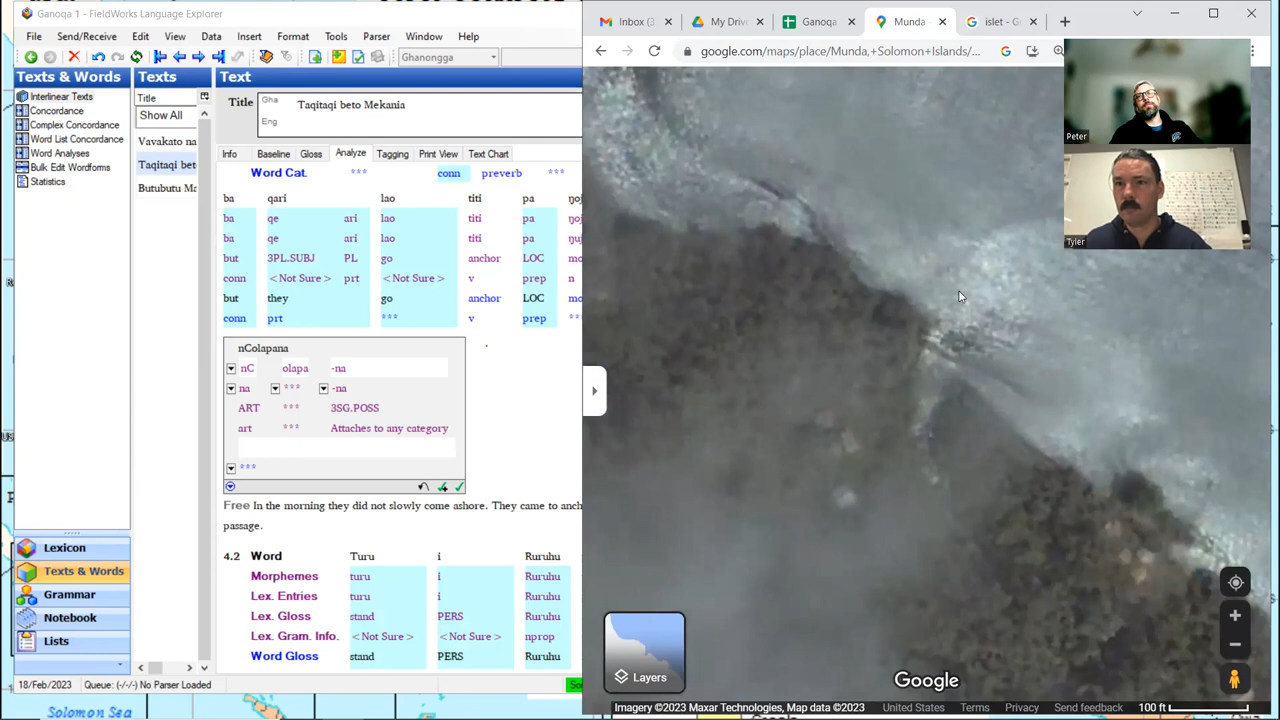 Ganoqa 1 - FieldWorks Language Explorer
File Send/Receive Edit View Data Insert Format Tools Parser Window Help
Ghanongga
Texts & Words
Interlinear Texts
Concordance
Complex Concordance
Word List Concordance
Word Analyses
Bulk Edit Wordforms
Statistics
Lexicon
Texts & Words
Grammar
Notebook
Lists
Texts
Title
Show All
Vavakato na
Taqitaqi beto
Butubutu Ma
Text
Title Gha Taqitaqi beto Mekania
Eng
Info Baseline Gloss Analyze Tagging Print View Text Chart
Word Cat. *** conn preverb ***
ba qari lao titi pa
ba qe ari lao titi pa
ba qe ari lao titi pa
but 3PL.SUBJ PL go anchor LOC
conn <Not Sure> prt <Not Sure> v prep n
but they go anchor LOC
conn prt *** v prep
nColapana
nC olapa -na
na *** -na
ART *** 3SG.POSS
art *** Attaches to any category
***
Free In the morning they did not slowly come ashore. They came to anch
passage.
4.2 Word Turu i Ruruhu
Morphemes turu i Ruruhu
Lex. Entries turu i Ruruhu
Lex. Gloss stand PERS Ruruhu
Lex. Gram. Info. <Not Sure> <Not Sure> nprop
Word Gloss stand PERS Ruruhu
18/Feb/2023 Queue: (-/-/-) No Parser Loaded
Solomon Sea
Inbox (3 My Drive Ganoqa Munda - islet - G
google.com/maps/place/Munda,+Solomon+Islands/...
Peter
Tyler
Layers
Google
Imagery ©2023 Maxar Technologies, Map data ©2023 United States Terms Privacy Send feedback 100 ft